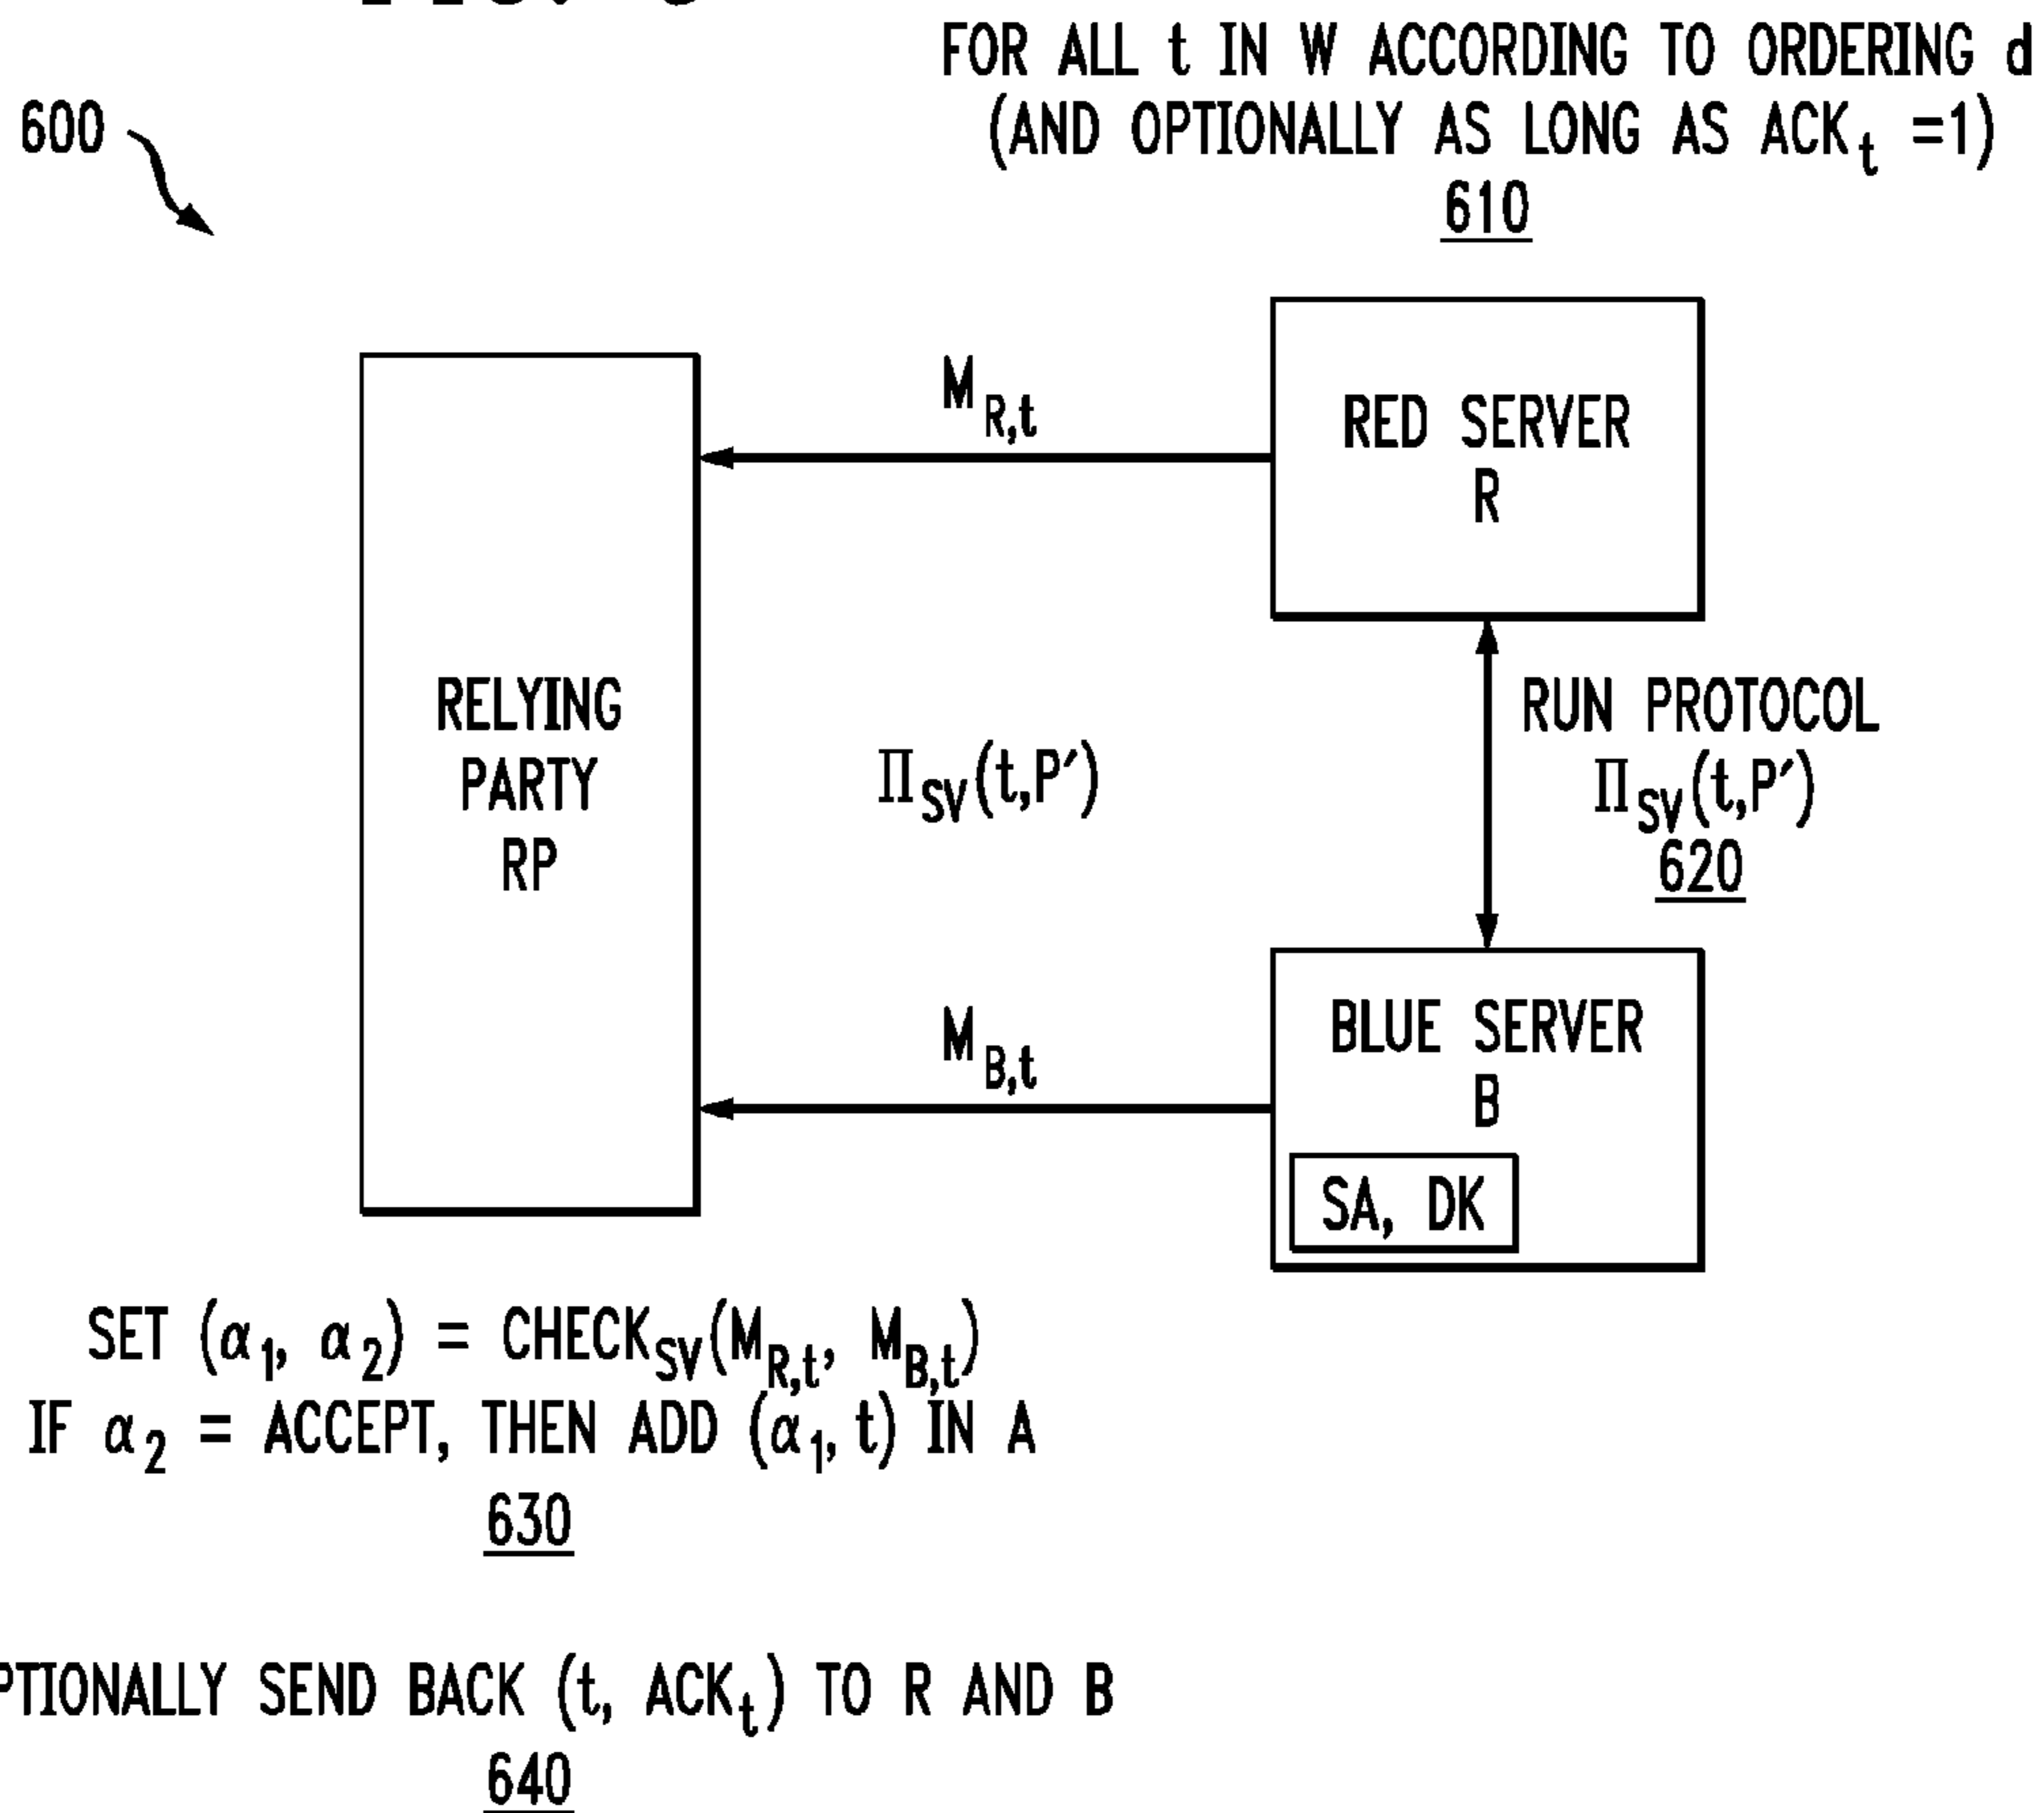 FOR ALL t IN W ACCORDING TO ORDERING d
(AND OPTIONALLY AS LONG AS ACKt =1)
610
600
MR,t
RED SERVER
R
RELYING
PARTY
RP
ΠSV(t,P′)
RUN PROTOCOL
ΠSV(t,P′)
620
MB,t
BLUE SERVER
B
SA, DK
SET (α1, α2) = CHECKSV(MR,t, MB,t)
IF α2 = ACCEPT, THEN ADD (α1, t) IN A
630
PTIONALLY SEND BACK (t, ACKt) TO R AND B
640